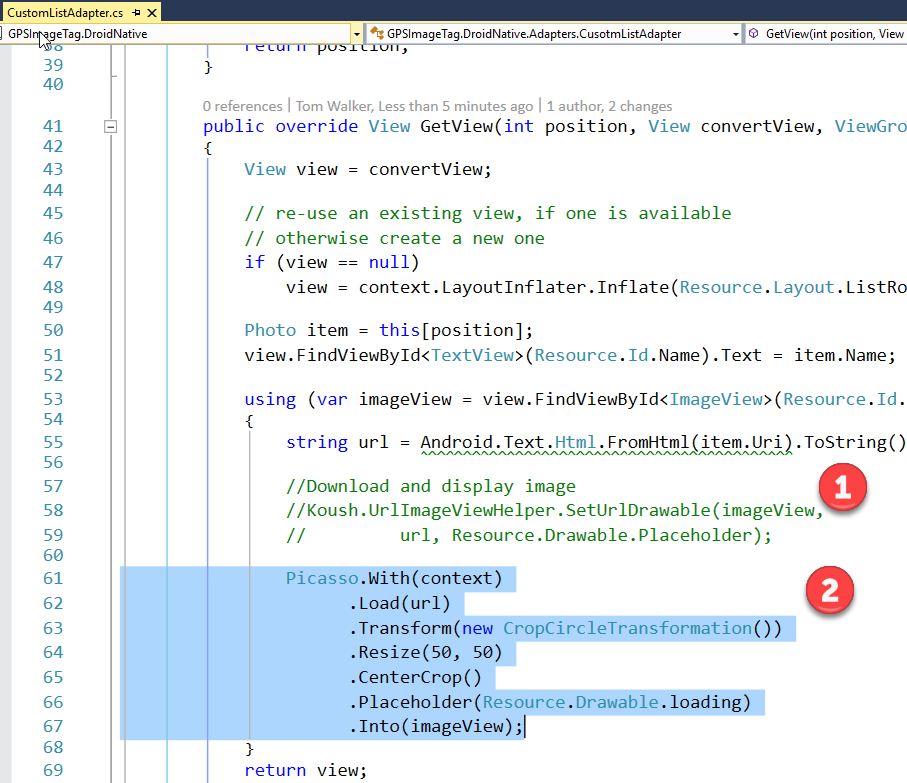 CustomListAdapter.cs
GPSImageTag.DroidNative
GPSImageTag.DroidNative.Adapters.CusotmListAdapter
GetView(int position, View
38 return position;
39 }
40
0 references | Tom Walker, Less than 5 minutes ago | 1 author, 2 changes
41 public override View GetView(int position, View convertView, ViewGro
42 {
43 View view = convertView;
44
45 // re-use an existing view, if one is available
46 // otherwise create a new one
47 if (view == null)
48 view = context.LayoutInflater.Inflate(Resource.Layout.ListRo
49
50 Photo item = this[position];
51 view.FindViewById<TextView>(Resource.Id.Name).Text = item.Name;
52
53 using (var imageView = view.FindViewById<ImageView>(Resource.Id.
54 {
55 string url = Android.Text.Html.FromHtml(item.Uri).ToString()
56
57 //Download and display image
1
58 //Koush.UrlImageViewHelper.SetUrlDrawable(imageView,
59 // url, Resource.Drawable.Placeholder);
60
61 Picasso.With(context)
2
62 .Load(url)
63 .Transform(new CropCircleTransformation())
64 .Resize(50, 50)
65 .CenterCrop()
66 .Placeholder(Resource.Drawable.loading)
67 .Into(imageView);
68 }
69 return view;